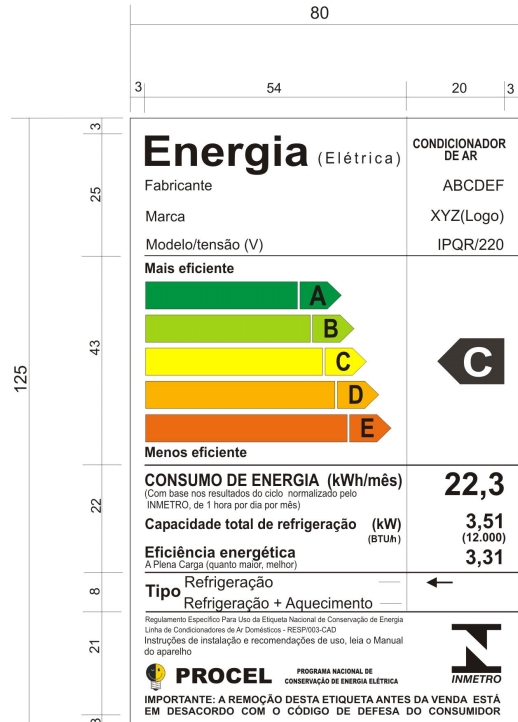 80
3 54 20 3
3
Energia (Elétrica) CONDICIONADOR
DE AR
25
Fabricante ABCDEF
Marca XYZ(Logo)
Modelo/tensão (V) IPQR/220
Mais eficiente
A
B
43
C C
125
D
E
Menos eficiente
CONSUMO DE ENERGIA (kWh/mês) 22,3
(Com base nos resultados do ciclo normalizado pelo
INMETRO, de 1 hora por dia por mês)
22
Capacidade total de refrigeração (kW) 3,51
(BTU/h) (12.000)
Eficiência energética 3,31
A Plena Carga (quanto maior, melhor)
8
Tipo Refrigeração
Refrigeração + Aquecimento
Regulamento Específico Para Uso da Etiqueta Nacional de Conservação de Energia
Linha de Condicionadores de Ar Domésticos - RESP/003-CAD
Instruções de instalação e recomendações de uso, leia o Manual
do aparelho
21
PROCEL PROGRAMA NACIONAL DE
CONSERVAÇÃO DE ENERGIA ELÉTRICA
INMETRO
IMPORTANTE: A REMOÇÃO DESTA ETIQUETA ANTES DA VENDA ESTÁ
EM DESACORDO COM O CÓDIGO DE DEFESA DO CONSUMIDOR